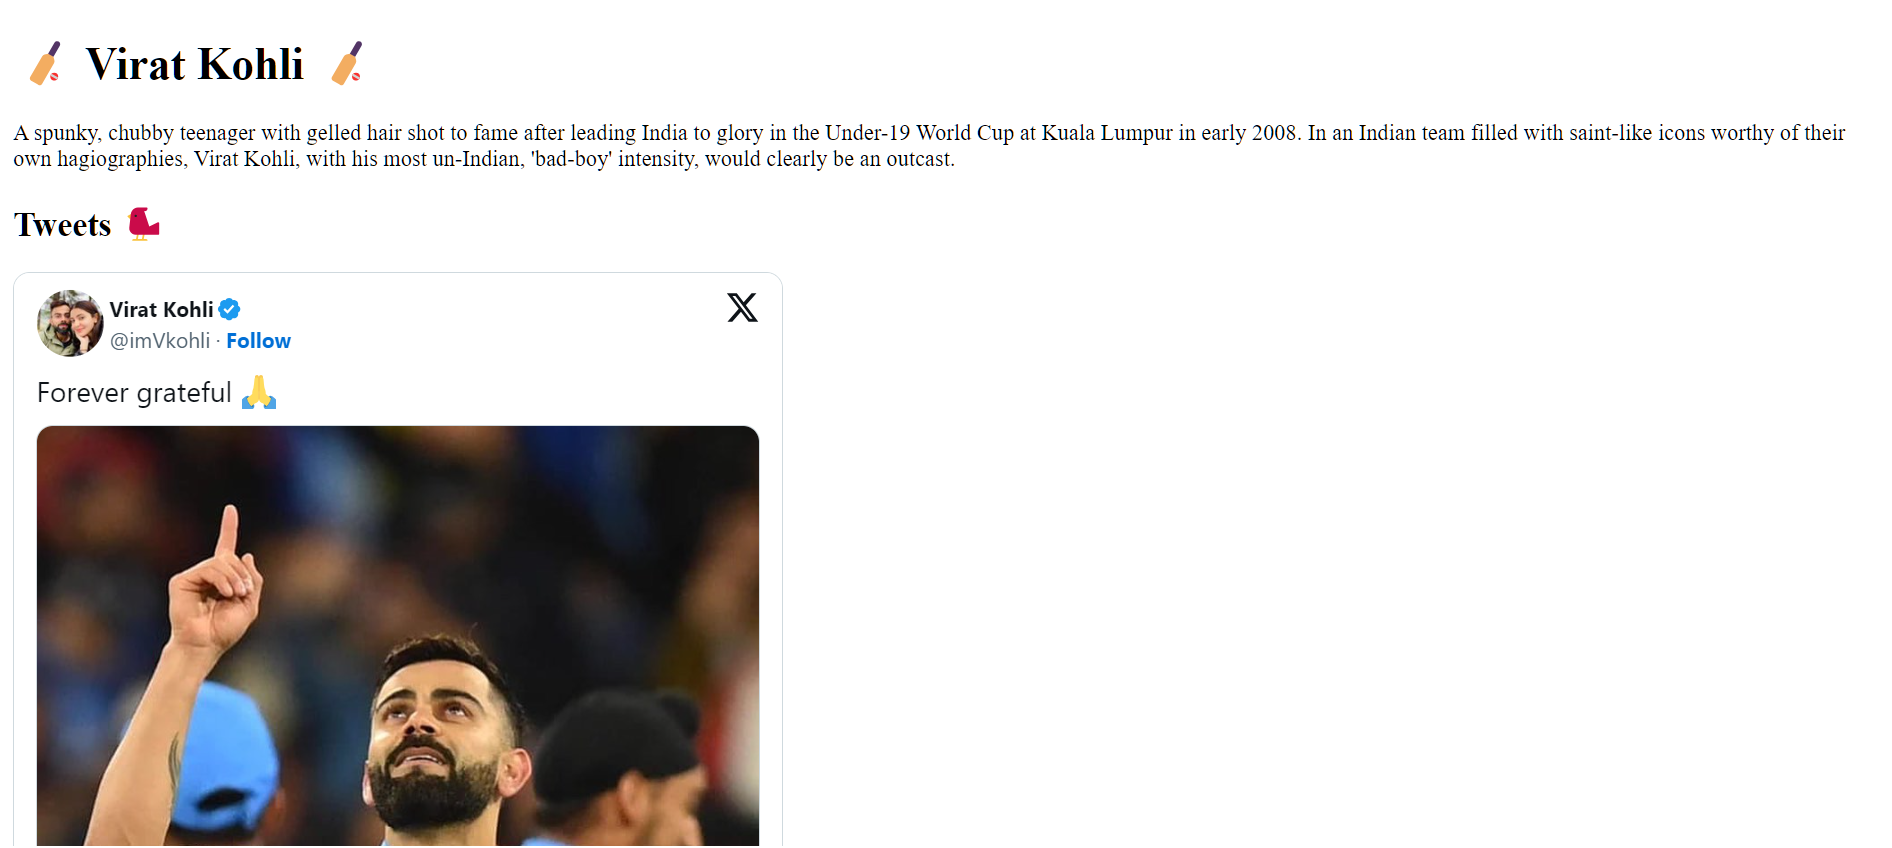 Virat Kohli
A spunky, chubby teenager with gelled hair shot to fame after leading India to glory in the Under-19 World Cup at Kuala Lumpur in early 2008. In an Indian team filled with saint-like icons worthy of their
own hagiographies, Virat Kohli, with his most un-Indian, 'bad-boy' intensity, would clearly be an outcast.
Tweets
Virat Kohli
@imVkohli · Follow
Forever grateful 🙏